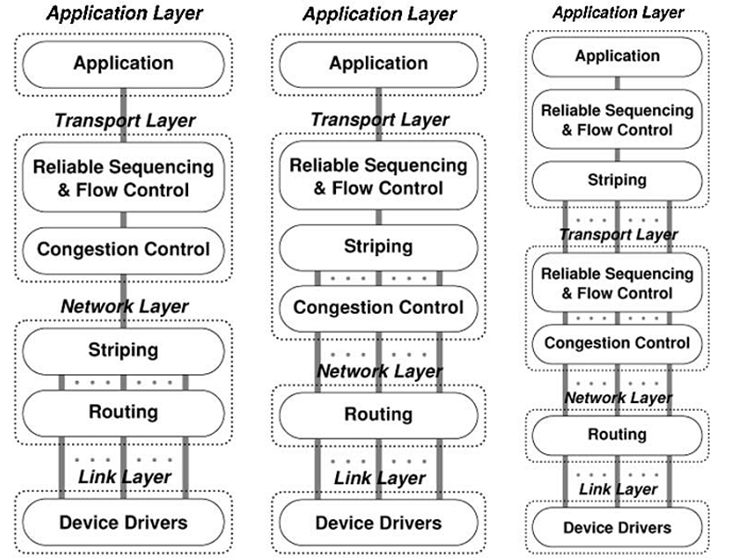 Application Layer
Application
Transport Layer
Reliable Sequencing
& Flow Control
Congestion Control
Network Layer
Striping
Routing
Link Layer
Device Drivers
Application Layer
Application
Transport Layer
Reliable Sequencing
& Flow Control
Striping
Congestion Control
Network Layer
Routing
Link Layer
Device Drivers
Application Layer
Application
Reliable Sequencing
& Flow Control
Striping
Transport Layer
Reliable Sequencing
& Flow Control
Congestion Control
Network Layer
Routing
Link Layer
Device Drivers